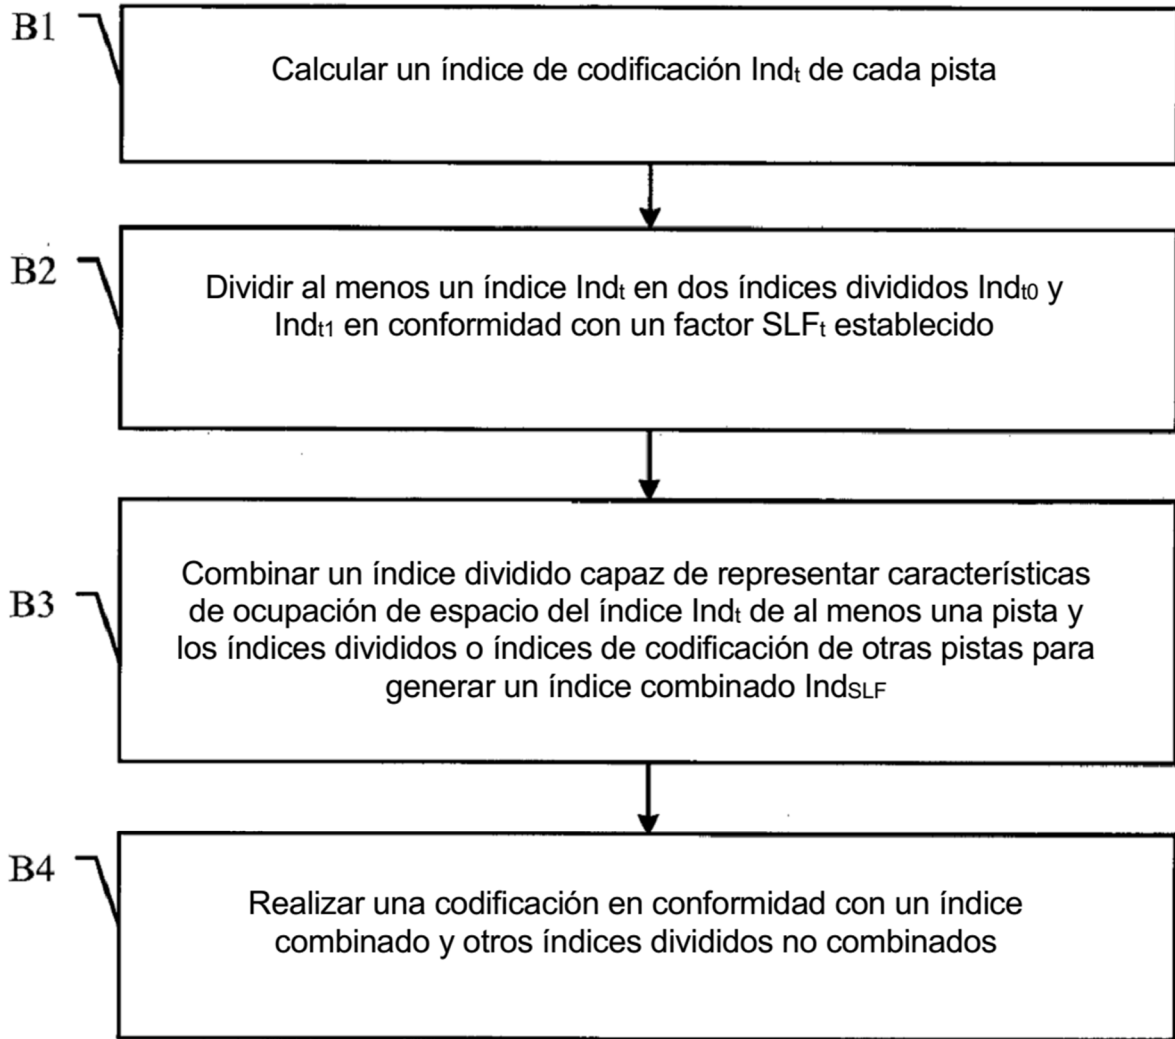 B1
Calcular un índice de codificación Indt de cada pista
B2
Dividir al menos un índice Indt en dos índices divididos Indt0 y
Indt1 en conformidad con un factor SLFt establecido
B3
Combinar un índice dividido capaz de representar características
de ocupación de espacio del índice Indt de al menos una pista y
los índices divididos o índices de codificación de otras pistas para
generar un índice combinado IndSLF
B4
Realizar una codificación en conformidad con un índice
combinado y otros índices divididos no combinados